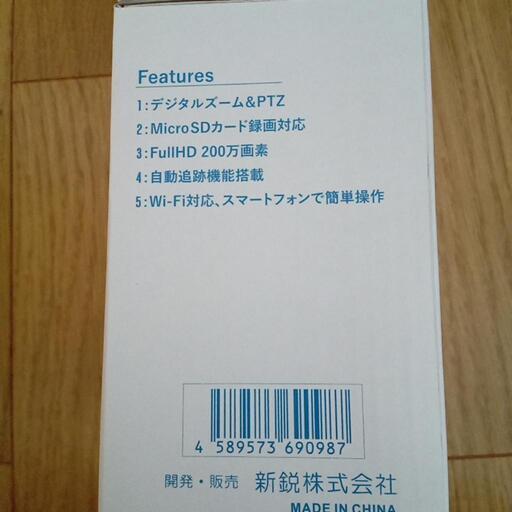 Features
1:デジタルズーム&PTZ
2:MicroSDカード録画対応
3:FullHD 200万画素
4:自動追跡機能搭載
5:Wi-Fi対応、スマートフォンで簡単操作
4 589573 690987
開発・販売 新鋭株式会社
MADE IN CHINA